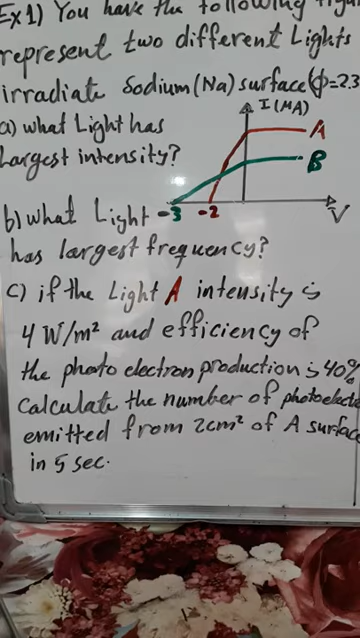 Ex1) You have the following
represent two different Lights
irradiate Sodium(Na) surface (ϕ=2.3
I(MA)
a) what Light has
Largest intensity?
A
B
-3 -2
V
b) what Light
has largest frequency?
c) if the Light A intensity is
4 W/m² and efficiency of
the photo electron production is 40%
Calculate the number of
emitted from 2cm² of A
in 5 sec.